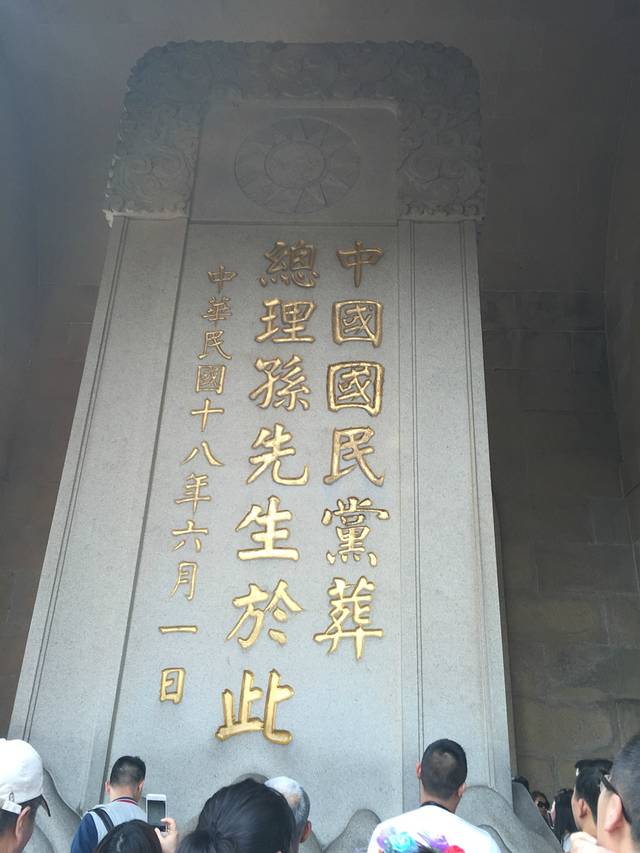 中國國民黨葬
總理孫先生於此
中華民國十八年六月一日